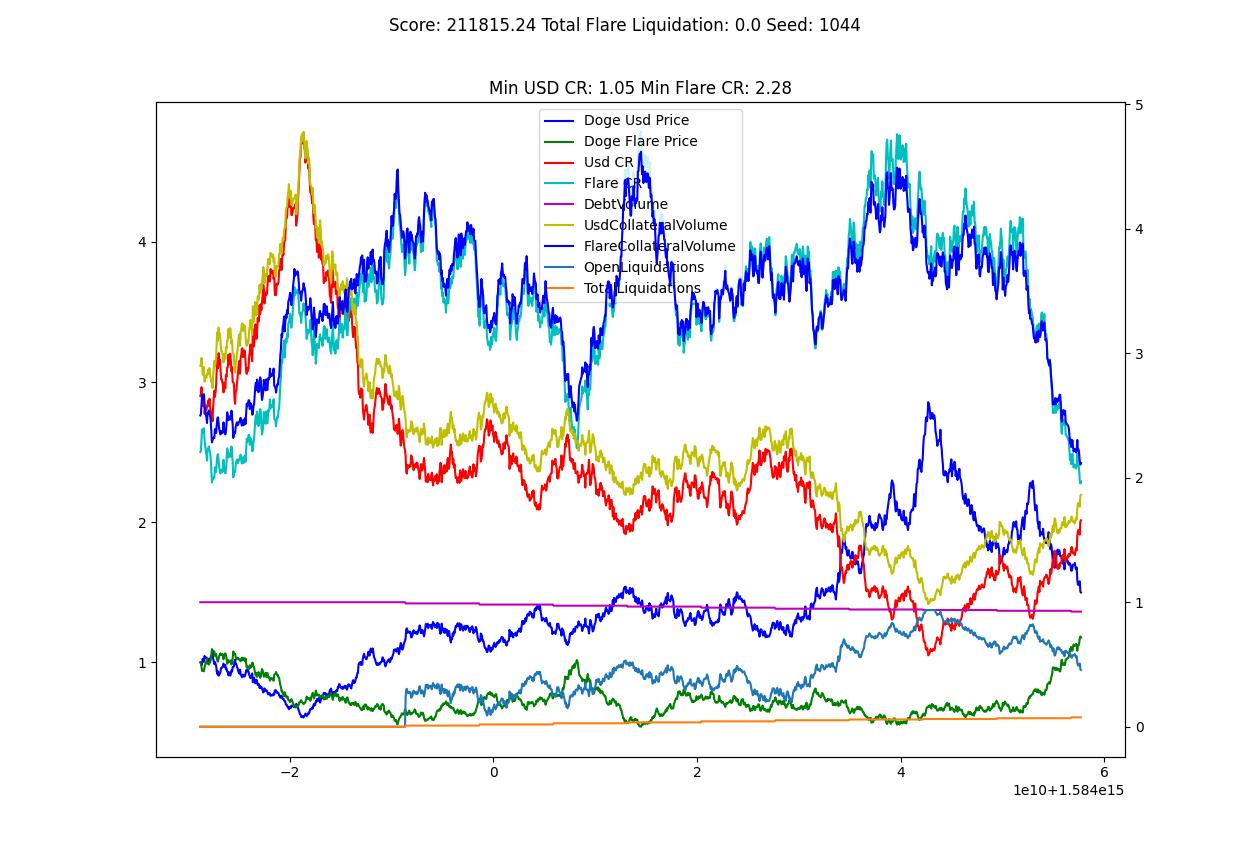 Score: 211815.24 Total Flare Liquidation: 0.0 Seed: 1044
Min USD CR: 1.05 Min Flare CR: 2.28
Doge Usd Price
Doge Flare Price
Usd CR
Flare CR
DebtVolume
UsdCollateralVolume
FlareCollateralVolume
OpenLiquidations
TotalLiquidations
4
3
2
1
5
4
3
2
1
0
−2
0
2
4
6
1e10+1.584e15